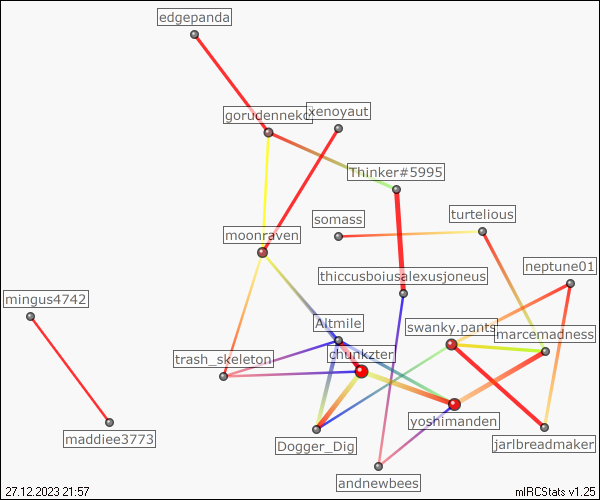 edgepanda
gorudennekc
xenoyaut
Thinker#5995
somass
turtelious
moonraven
thiccusboiusalexusjoneus
neptune01
mingus4742
Altmile
swanky.pants
marcemadness
trash_skeleton
chunkzter
yoshimanden
maddiee3773
Dogger_Dig
jarlbreadmaker
andnewbees
27.12.2023 21:57
mIRCStats v1.25